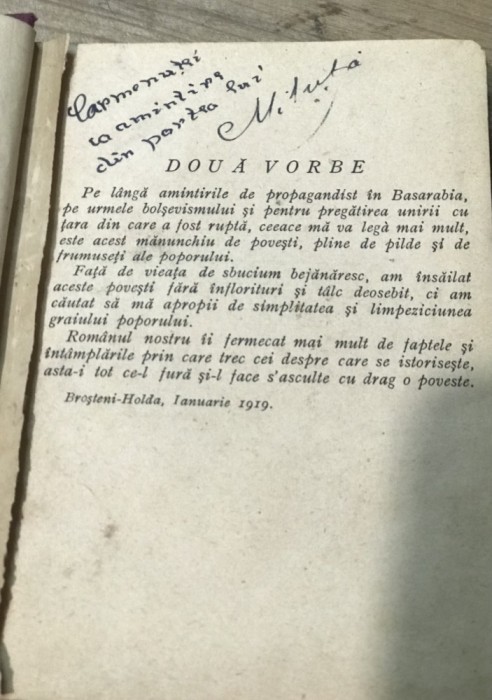 Carmenuței
ca amintire
din partea lui
Miluță
DOUĂ VORBE
Pe lângă amintirile de propagandist în Basarabia,
pe urmele bolșevismului și pentru pregătirea unirii cu
țara din care a fost ruptă, ceeace mă va legà mai mult,
este acest mănunchiu de povești, pline de pilde și de
frumuseți ale poporului.
Față de vieața de sbucium bejănăresc, am însăilat
aceste povești fără înflorituri și tâlc deosebit, ci am
căutat să mă apropii de simplitatea și limpeziciunea
graiului poporului.
Românul nostru îi fermecat mai mult de faptele și
întâmplările prin care trec cei despre care se istorisește,
asta-i tot ce-l fură și-l face s'asculte cu drag o poveste.
Broșteni-Holda, Ianuarie 1919.